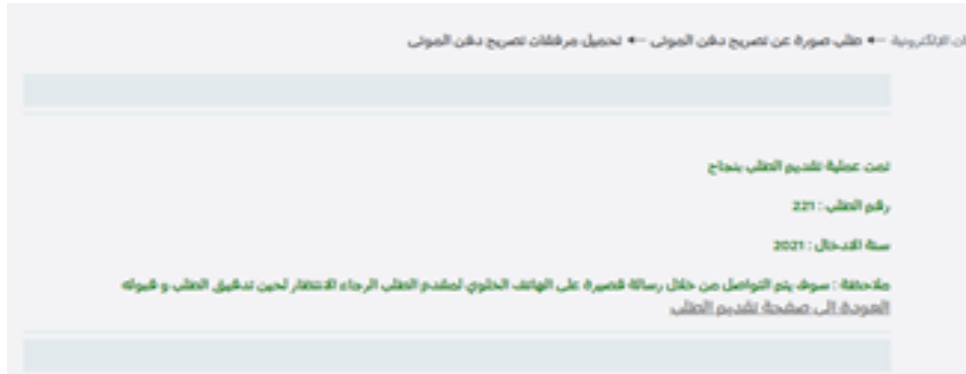 الإلكترونية ← طلب صورة عن تصريح دفن الموتى ← تحميل مرفقات تصريح دفن الموتى
تمت عملية تقديم الطلب بنجاح
رقم الطلب : 221
سنة الادخال : 2021
ملاحظة : سوف يتم التواصل من خلال رسالة قصيرة على الهاتف الخلوي لمقدم الطلب الرجاء الانتظار لحين تدقيق الطلب و قبوله
العودة الى صفحة تقديم الطلب